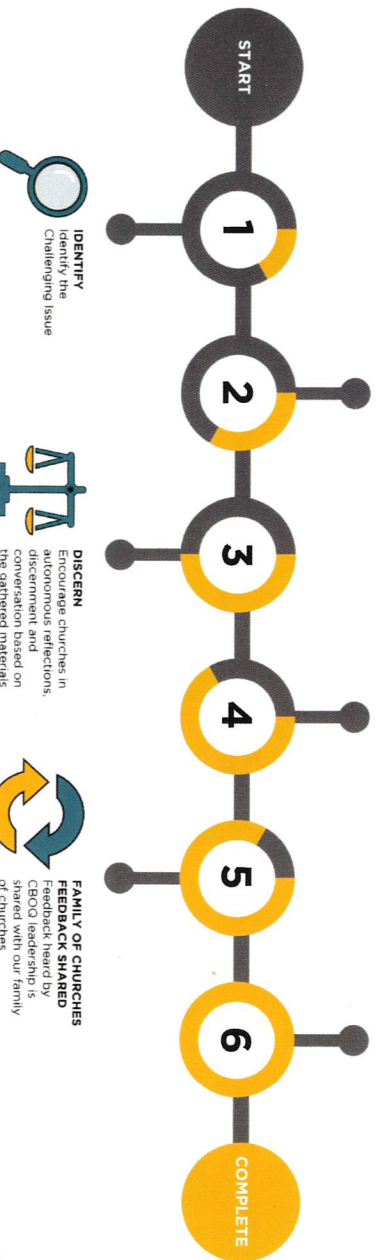 START
1
2
3
4
5
6
COMPLETE
IDENTIFY
Identify the
Challenging Issue
DISCERN
Encourage churches in
autonomous reflections,
discernment and
conversation based on
the gathered materials
FAMILY OF CHURCHES
FEEDBACK SHARED
Feedback heard by
CBOQ leadership is
shared with our family
of churches